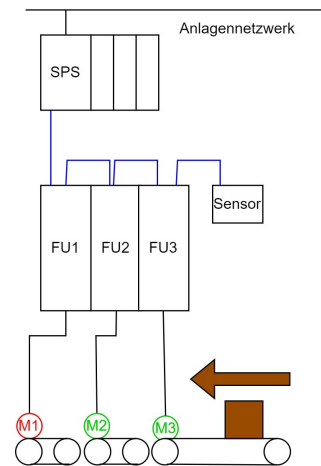 Anlagennetzwerk
SPS
Sensor
FU1 FU2 FU3
M1 M2 M3